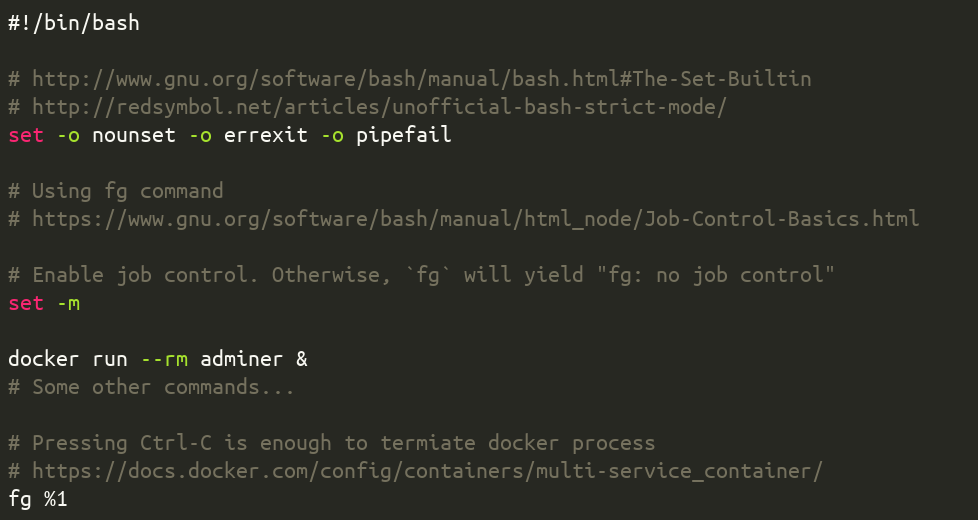 #!/bin/bash
# http://www.gnu.org/software/bash/manual/bash.html#The-Set-Builtin
# http://redsymbol.net/articles/unofficial-bash-strict-mode/
set -o nounset -o errexit -o pipefail
# Using fg command
# https://www.gnu.org/software/bash/manual/html_node/Job-Control-Basics.html
# Enable job control. Otherwise, `fg` will yield "fg: no job control"
set -m
docker run --rm adminer &
# Some other commands...
# Pressing Ctrl-C is enough to termiate docker process
# https://docs.docker.com/config/containers/multi-service_container/
fg %1